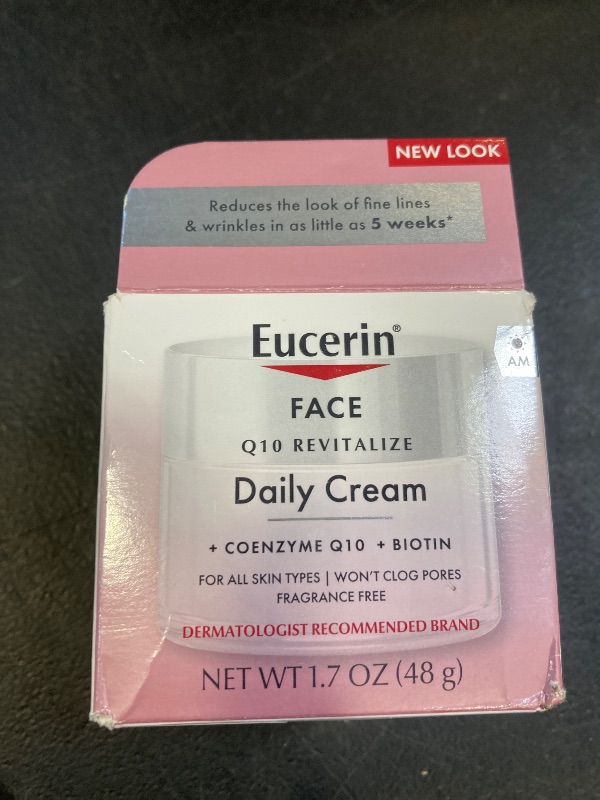 NEW LOOK
Reduces the look of fine lines
& wrinkles in as little as 5 weeks*
Eucerin®
AM
FACE
Q10 REVITALIZE
Daily Cream
+ COENZYME Q10 + BIOTIN
FOR ALL SKIN TYPES | WON'T CLOG PORES
FRAGRANCE FREE
DERMATOLOGIST RECOMMENDED BRAND
NET WT 1.7 OZ (48 g)